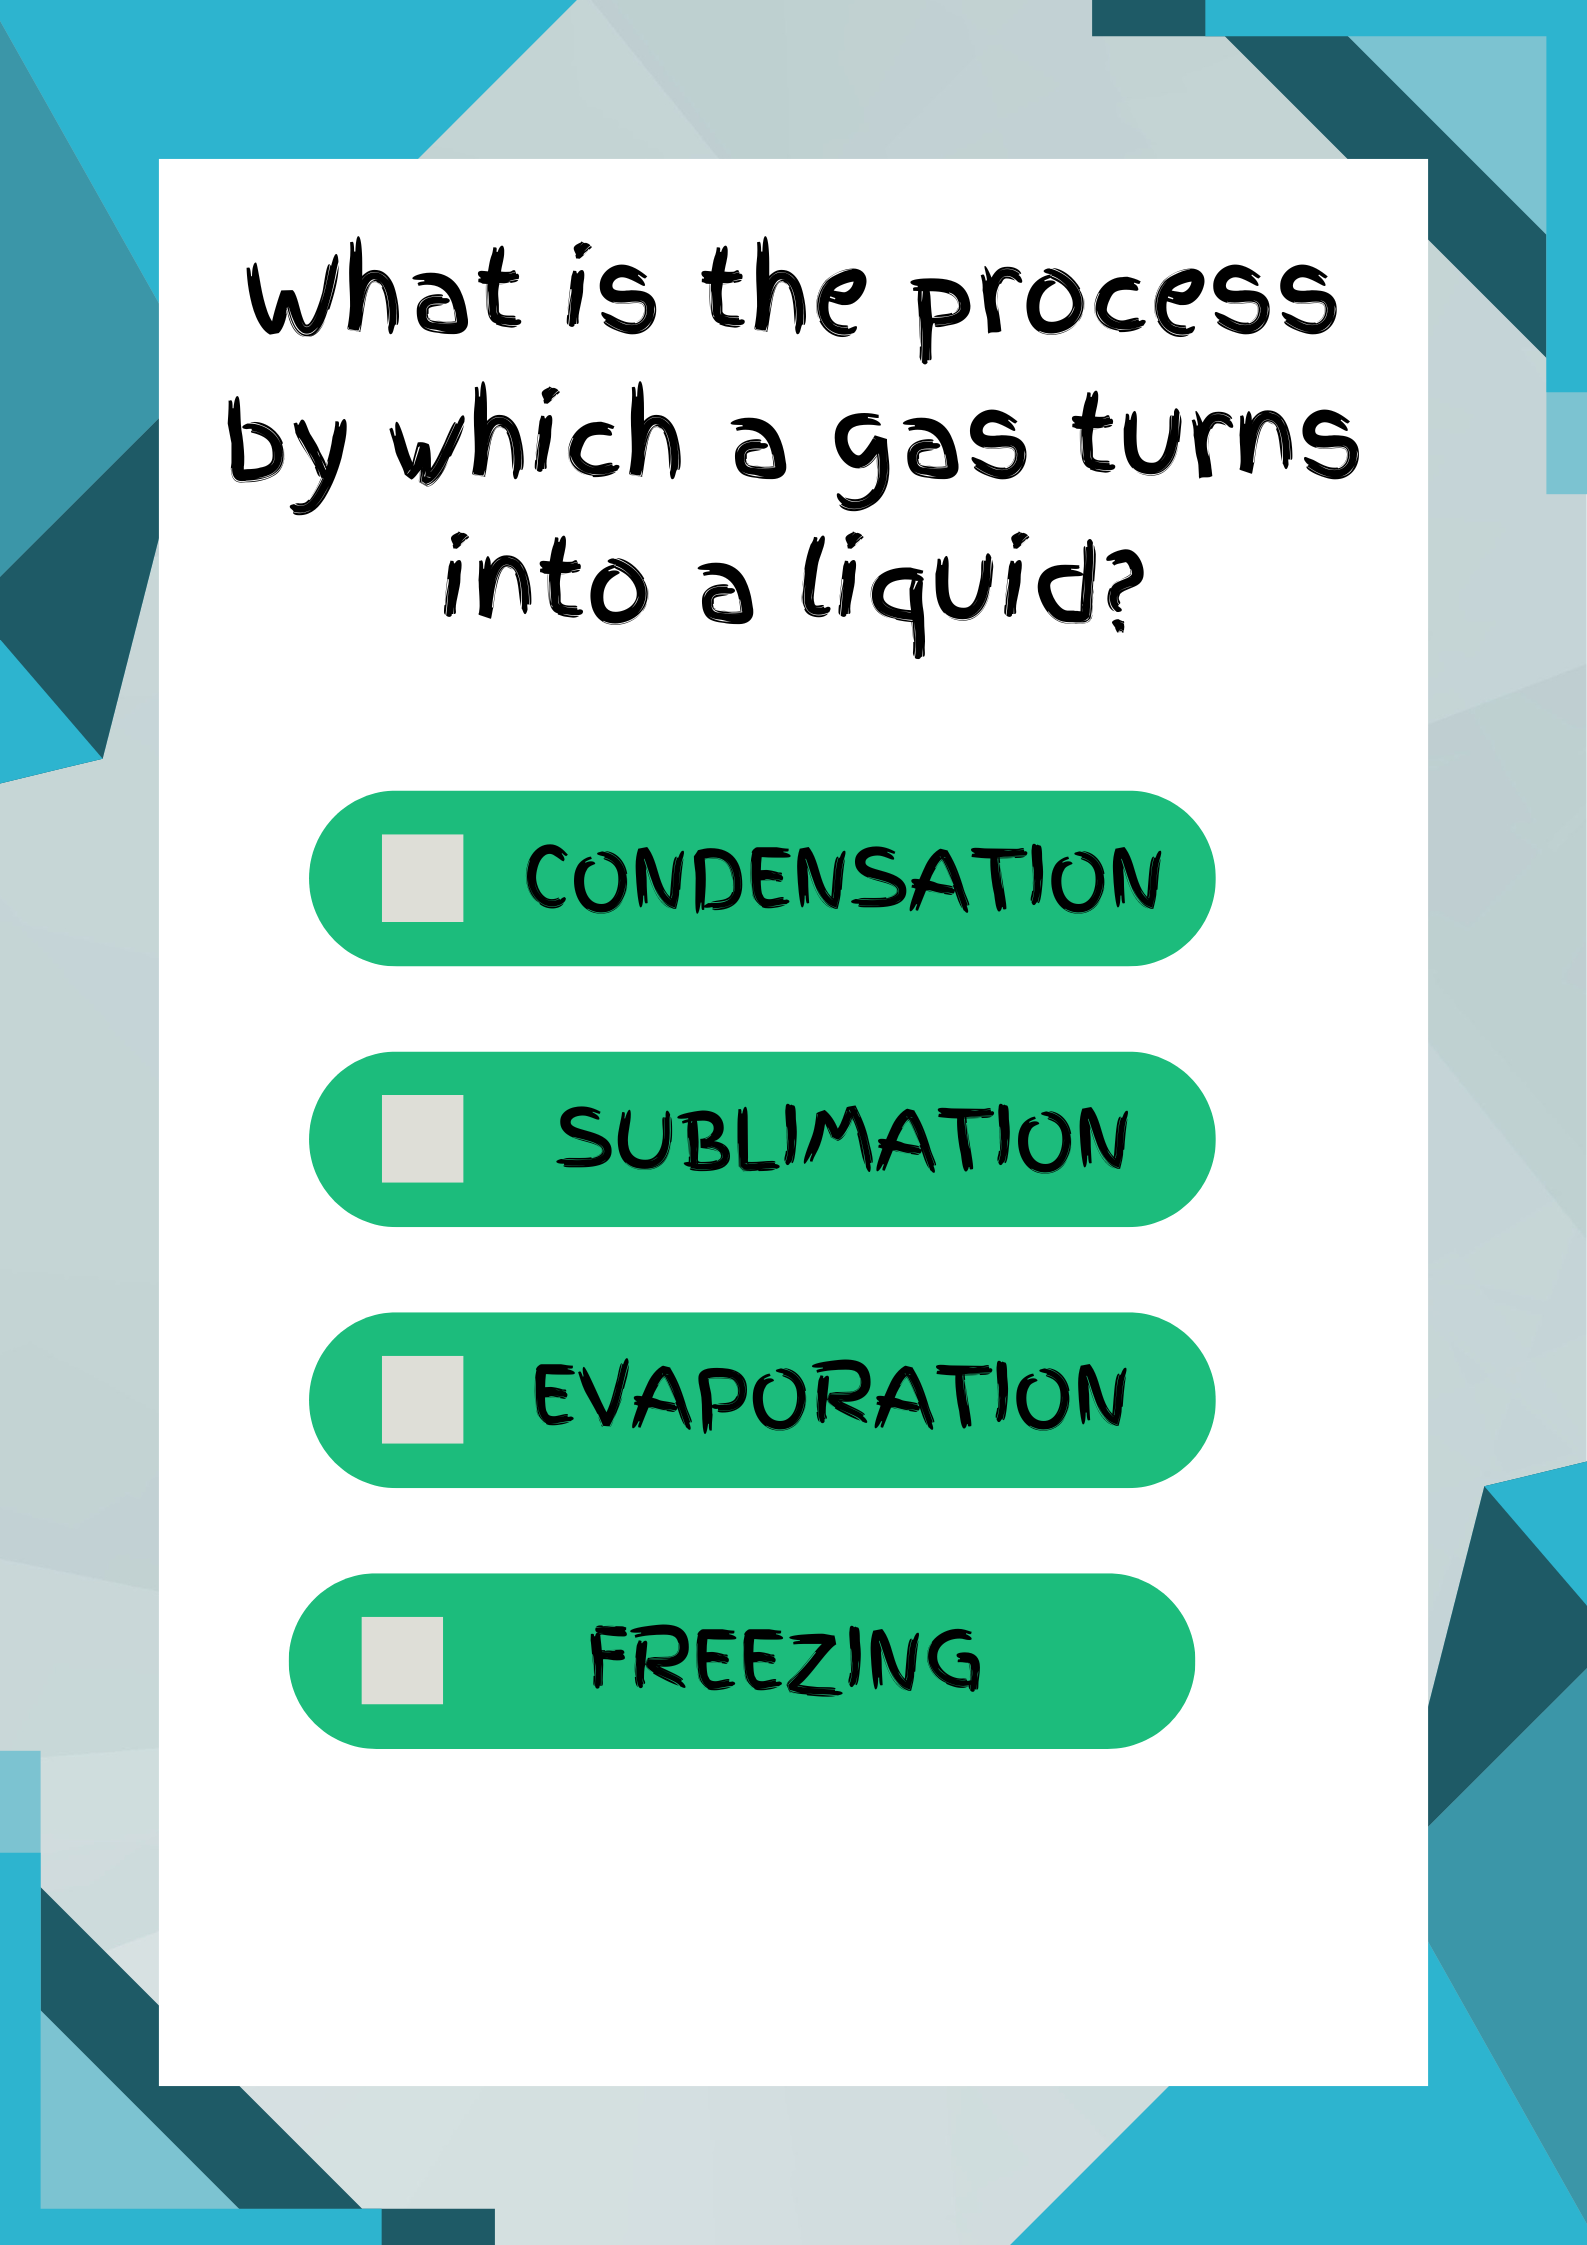 What is the process
by which a gas turns
into a liquid?
CONDENSATION
SUBLIMATION
EVAPORATION
FREEZING